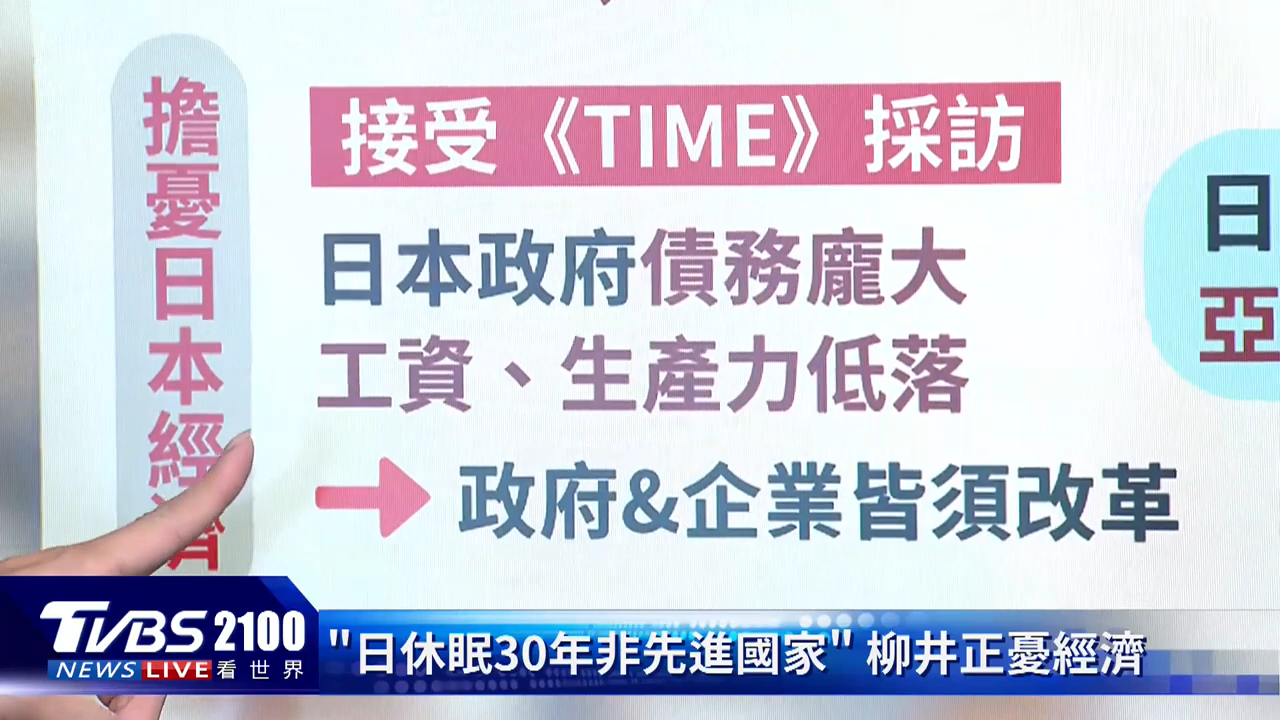 擔憂日本經濟
接受《TIME》採訪
日本政府債務龐大
工資、生產力低落
政府&企業皆須改革
日
亞
TVBS 2100
NEWS LIVE 看世界
"日休眠30年非先進國家" 柳井正憂經濟